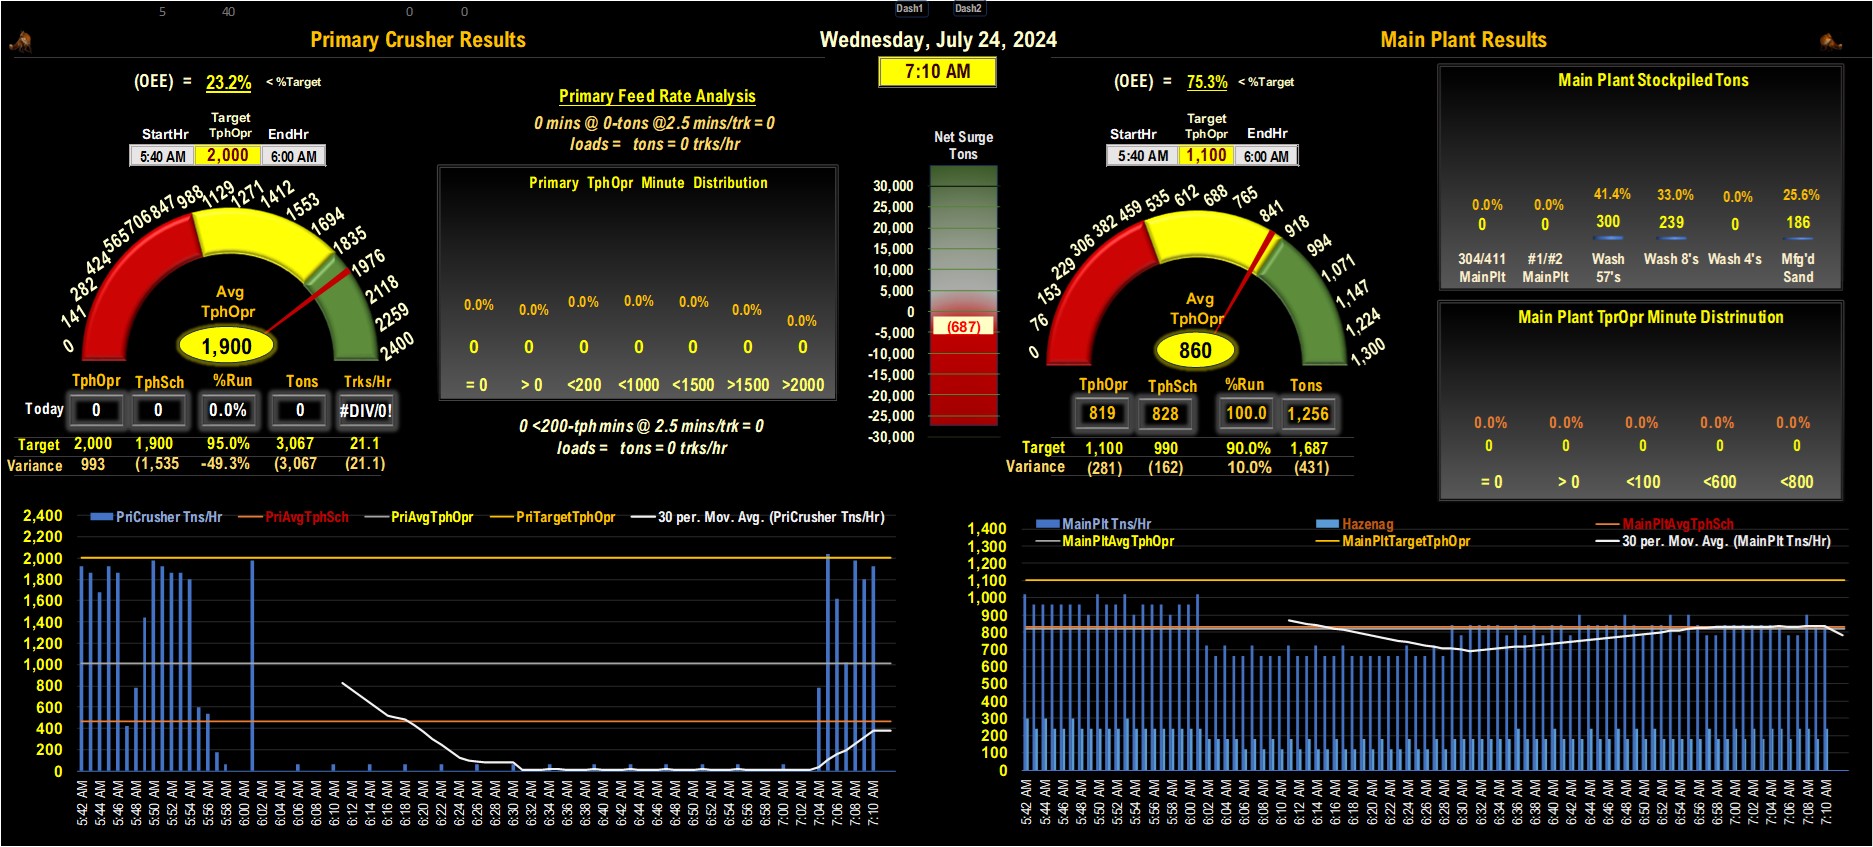 5 40 0 0 Dash1 Dash2
Primary Crusher Results
Wednesday, July 24, 2024
Main Plant Results
7:10 AM
(OEE) = 23.2% < %Target
Target
StartHr TphOpr EndHr
5:40 AM 2,000 6:00 AM
0 141 282 424 565 706 847 988 1129 1271 1412 1553 1694 1835 1976 2118 2259 2400
Avg
TphOpr
1,900
TphOpr TphSch %Run Tons Trks/Hr
Today 0 0 0.0% 0 #DIV/0!
Target 2,000 1,900 95.0% 3,067 21.1
Variance 993 (1,535 -49.3% (3,067 (21.1)
Primary Feed Rate Analysis
0 mins @ 0-tons @2.5 mins/trk = 0
loads = tons = 0 trks/hr
Primary TphOpr Minute Distribution
0.0% 0.0% 0.0% 0.0% 0.0% 0.0% 0.0%
0 0 0 0 0 0 0
= 0 > 0 <200 <1000 <1500 >1500 >2000
0 <200-tph mins @ 2.5 mins/trk = 0
loads = tons = 0 trks/hr
Net Surge
Tons
30,000
25,000
20,000
15,000
10,000
5,000
0
-5,000
-10,000
-15,000
-20,000
-25,000
-30,000
(687)
(OEE) = 75.3% < %Target
Target
StartHr TphOpr EndHr
5:40 AM 1,100 6:00 AM
0 76 153 229 306 382 459 535 612 688 765 841 918 994 1,071 1,147 1,224 1,300
Avg
TphOpr
860
TphOpr TphSch %Run Tons
819 828 100.0 1,256
Target 1,100 990 90.0% 1,687
Variance (281) (162) 10.0% (431)
Main Plant Stockpiled Tons
0.0% 0.0% 41.4% 33.0% 0.0% 25.6%
0 0 300 239 0 186
304/411 #1/#2 Wash Wash 8's Wash 4's Mfg'd
MainPlt MainPlt 57's Sand
Main Plant TprOpr Minute Distrinution
0.0% 0.0% 0.0% 0.0% 0.0%
0 0 0 0 0
= 0 > 0 <100 <600 <800
PriCrusher Tns/Hr PriAvgTphSch PriAvgTphOpr PriTargetTphOpr 30 per. Mov. Avg. (PriCrusher Tns/Hr)
2,400
2,200
2,000
1,800
1,600
1,400
1,200
1,000
800
600
400
200
0
5:42 AM 5:44 AM 5:46 AM 5:48 AM 5:50 AM 5:52 AM 5:54 AM 5:56 AM 5:58 AM 6:00 AM 6:02 AM 6:04 AM 6:06 AM 6:08 AM 6:10 AM 6:12 AM 6:14 AM 6:16 AM 6:18 AM 6:20 AM 6:22 AM 6:24 AM 6:26 AM 6:28 AM 6:30 AM 6:32 AM 6:34 AM 6:36 AM 6:38 AM 6:40 AM 6:42 AM 6:44 AM 6:46 AM 6:48 AM 6:50 AM 6:52 AM 6:54 AM 6:56 AM 6:58 AM 7:00 AM 7:02 AM 7:04 AM 7:06 AM 7:08 AM 7:10 AM
MainPlt Tns/Hr Hazenag MainPltAvgTphSch
MainPltAvgTphOpr MainPltTargetTphOpr 30 per. Mov. Avg. (MainPlt Tns/Hr)
1,400
1,300
1,200
1,100
1,000
900
800
700
600
500
400
300
200
100
0
5:42 AM 5:44 AM 5:46 AM 5:48 AM 5:50 AM 5:52 AM 5:54 AM 5:56 AM 5:58 AM 6:00 AM 6:02 AM 6:04 AM 6:06 AM 6:08 AM 6:10 AM 6:12 AM 6:14 AM 6:16 AM 6:18 AM 6:20 AM 6:22 AM 6:24 AM 6:26 AM 6:28 AM 6:30 AM 6:32 AM 6:34 AM 6:36 AM 6:38 AM 6:40 AM 6:42 AM 6:44 AM 6:46 AM 6:48 AM 6:50 AM 6:52 AM 6:54 AM 6:56 AM 6:58 AM 7:00 AM 7:02 AM 7:04 AM 7:06 AM 7:08 AM 7:10 AM